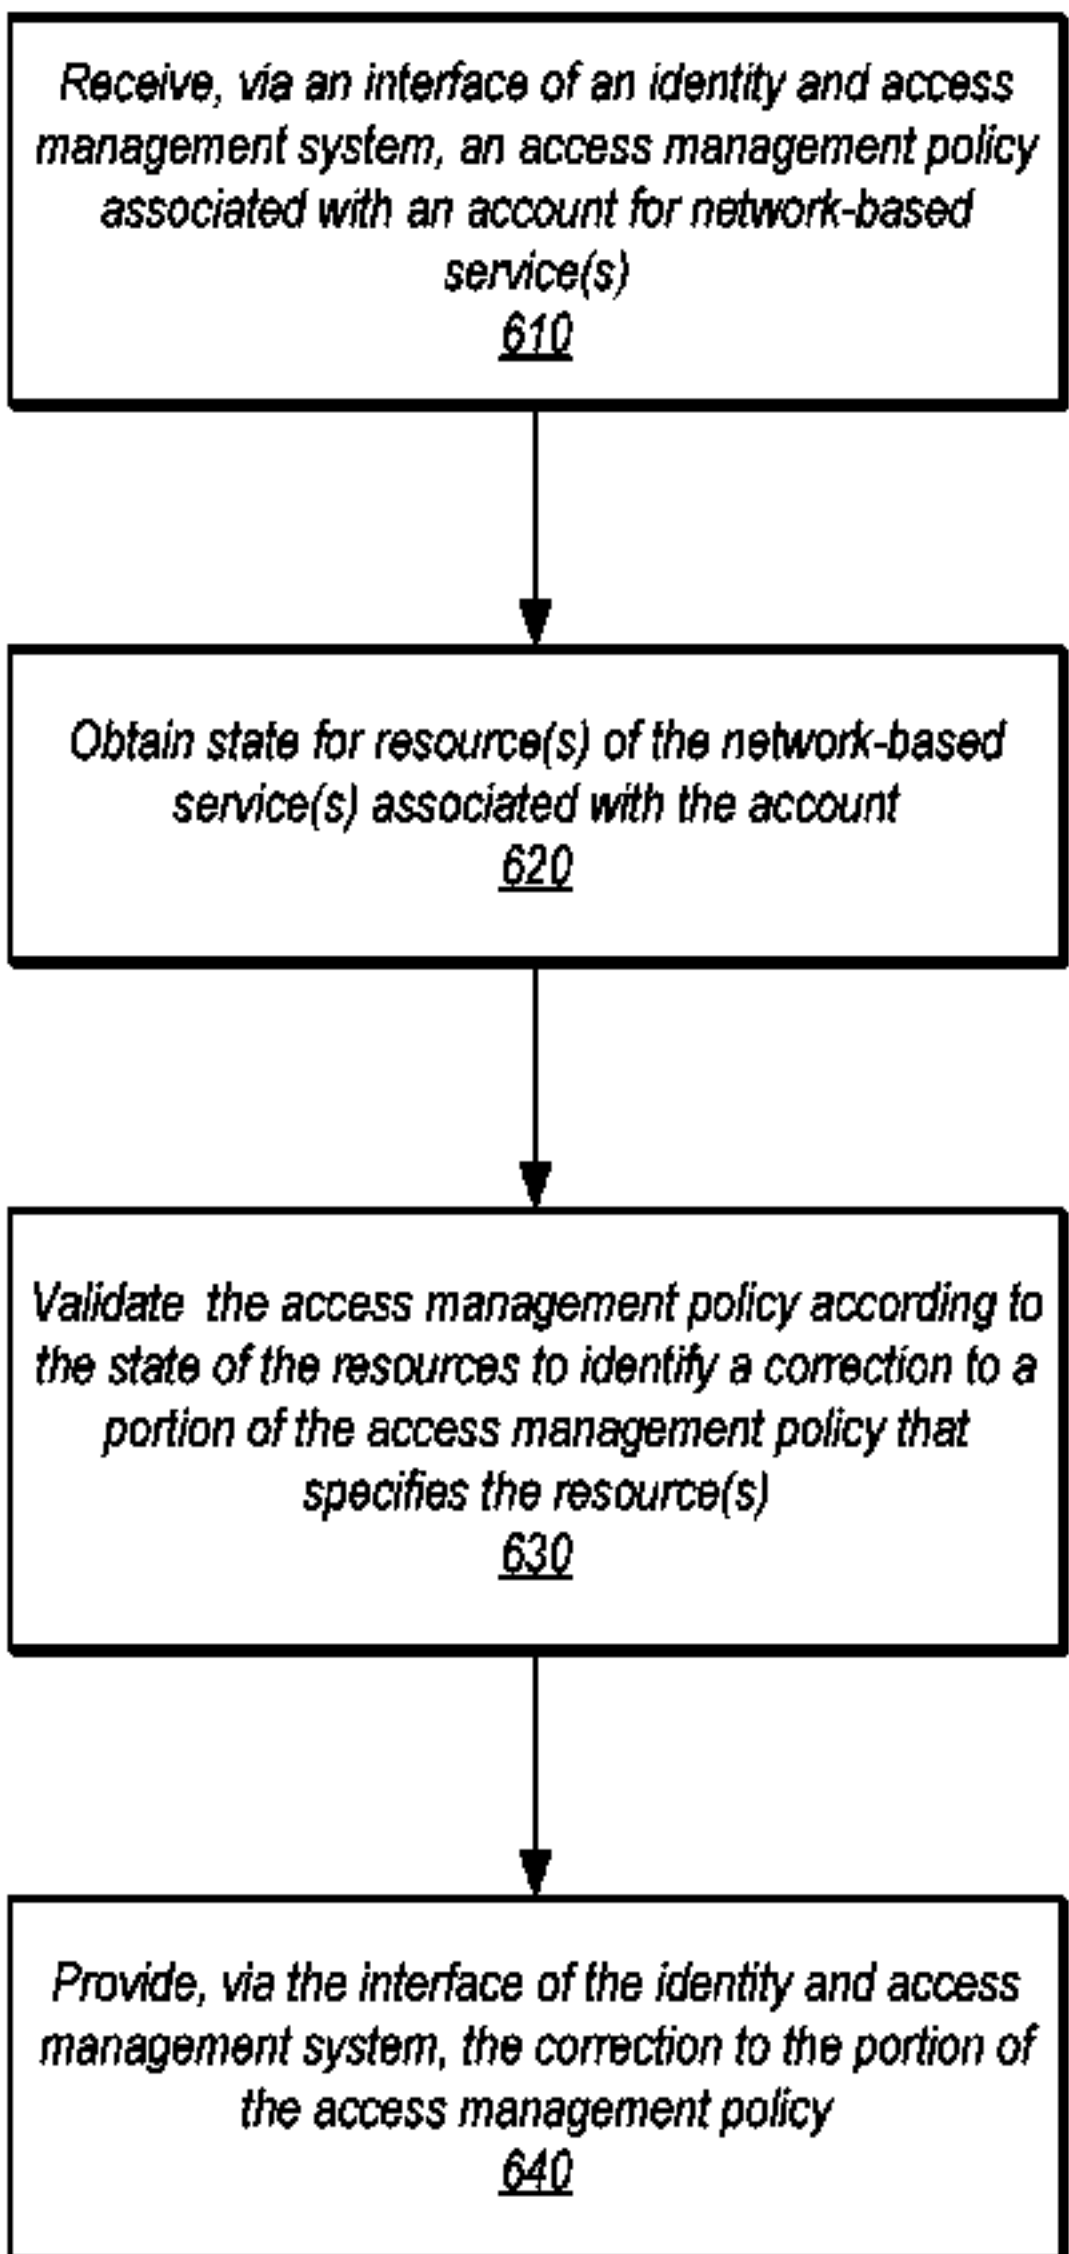 Receive, via an interface of an identity and access
management system, an access management policy
associated with an account for network-based
service(s)
610
Obtain state for resource(s) of the network-based
service(s) associated with the account
620
Validate the access management policy according to
the state of the resources to identify a correction to a
portion of the access management policy that
specifies the resource(s)
630
Provide, via the interface of the identity and access
management system, the correction to the portion of
the access management policy
640